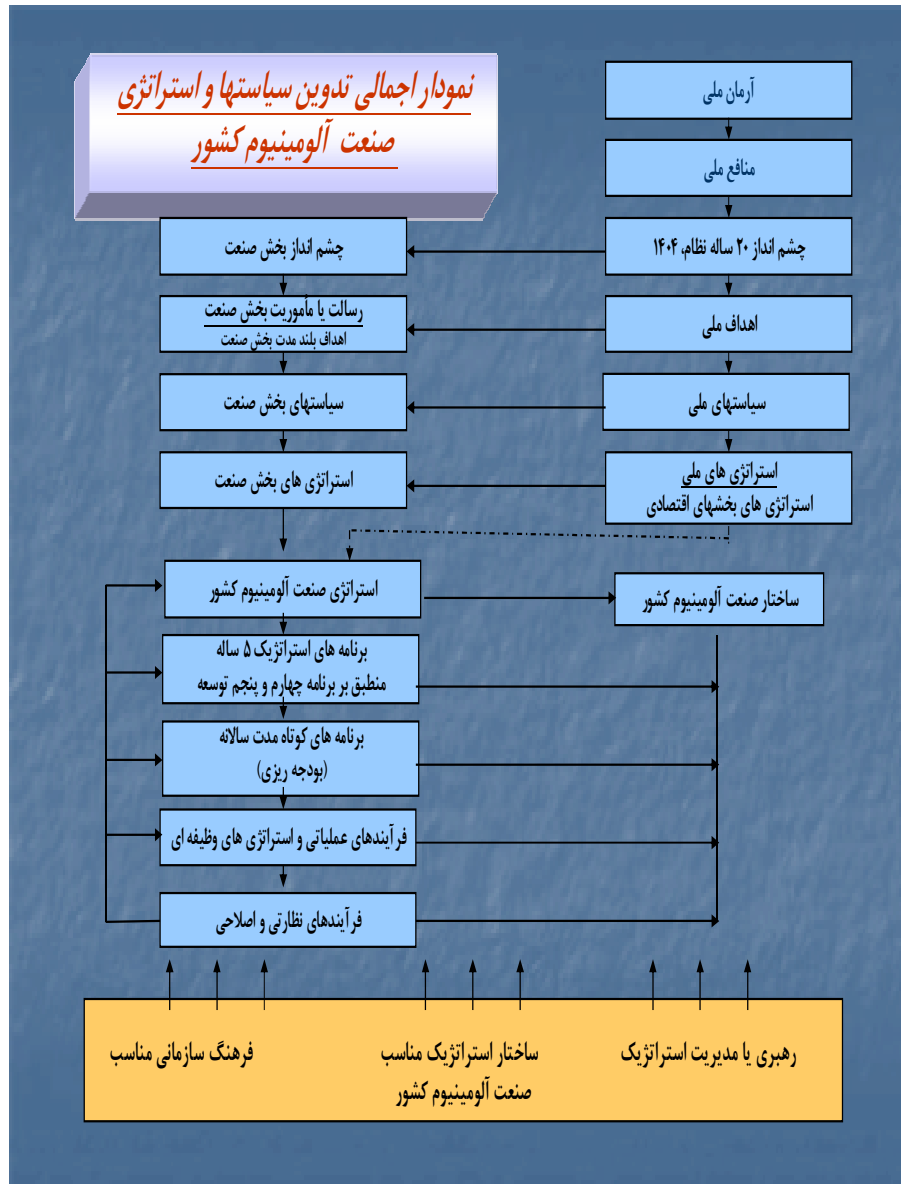 نمودار اجمالی تدوین سیاستها و استراتژی
صنعت آلومینیوم کشور
آرمان ملی
منافع ملی
چشم انداز ۲۰ ساله نظام، ۱۴۰۴
چشم انداز بخش صنعت
اهداف ملی
رسالت یا مأموریت بخش صنعت
اهداف بلند مدت بخش صنعت
سیاستهای ملی
سیاستهای بخش صنعت
استراتژی های ملی
استراتژی های بخشهای اقتصادی
استراتژی های بخش صنعت
استراتژی صنعت آلومینیوم کشور
ساختار صنعت آلومینیوم کشور
برنامه های استراتژیک ۵ ساله
منطبق بر برنامه چهارم و پنجم توسعه
برنامه های کوتاه مدت سالانه
(بودجه ریزی)
فرآیندهای عملیاتی و استراتژی های وظیفه ای
فرآیندهای نظارتی و اصلاحی
رهبری یا مدیریت استراتژیک
ساختار استراتژیک مناسب
صنعت آلومینیوم کشور
فرهنگ سازمانی مناسب